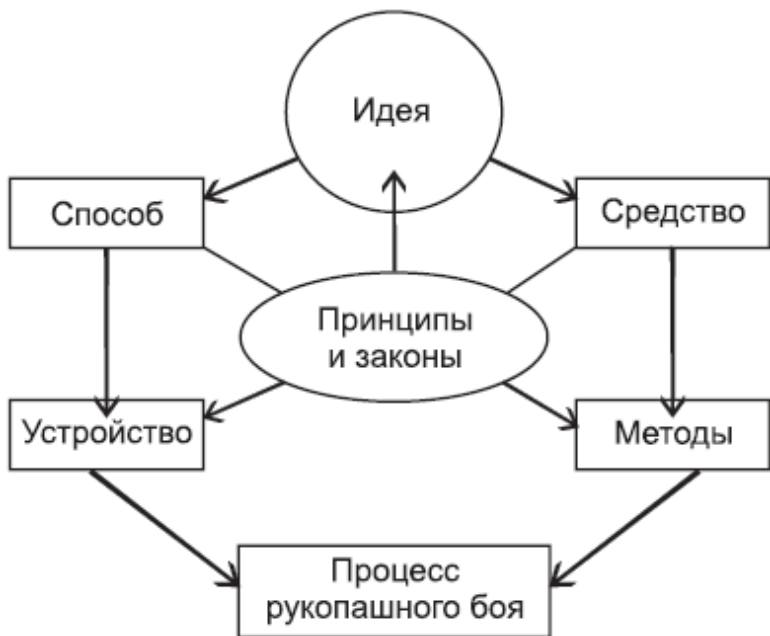 Идея
Способ
Средство
Принципы
и законы
Устройство
Методы
Процесс
рукопашного боя